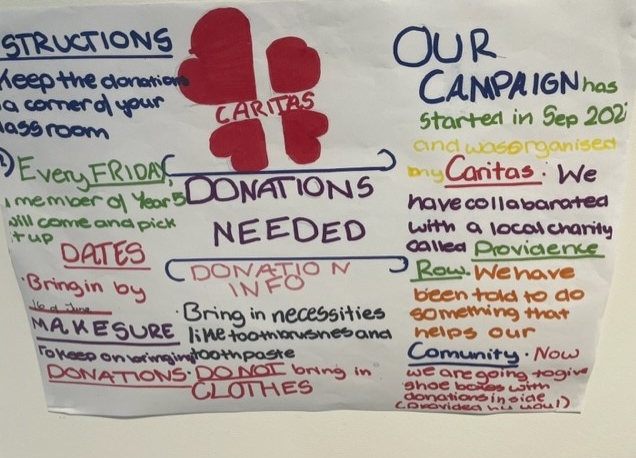 STRUCTIONS
Keep the donations
a corner of your
lassroom
Every FRIDAY,
member of Year 5
will come and pick
it up
DATES
·Bring in by
of June
MAKE SURE
To keep on bringing
DONATIONS·
CARITAS
DONATIONS
NEEDED
DONATION
INFO
·Bring in necessities
like toothbrushes and
toothpaste
·DO NOT bring in
CLOTHES
OUR
CAMPAIGN has
started in Sep 202
and was organised
by Caritas. We
have collabarated
with a local charity
called Providence
Row. We have
been told to do
something that
helps our
Comunity. Now
we are going to give
shoe boxes with
donations inside
(provided by you!)